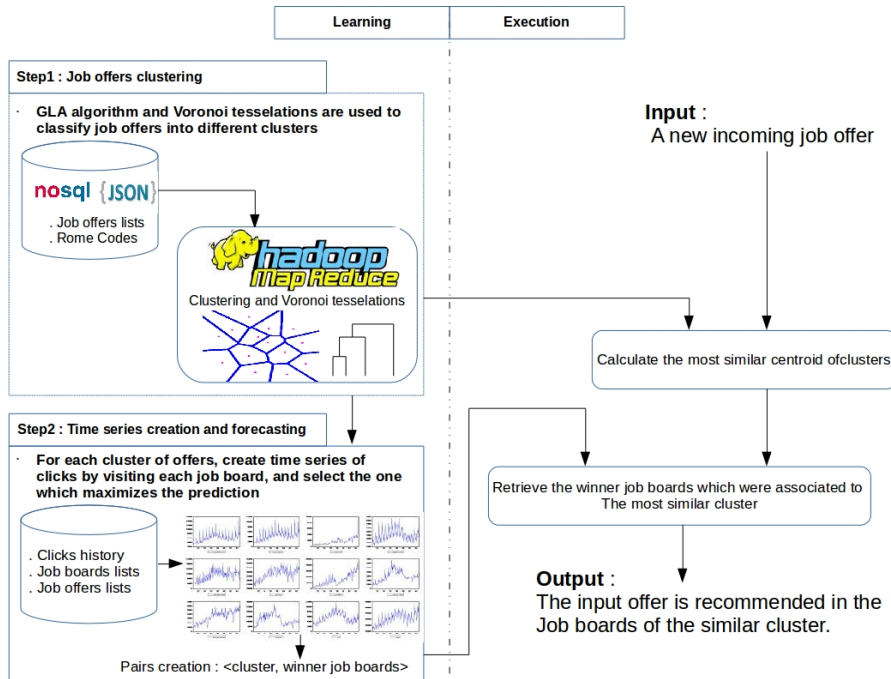 Learning
Execution
Step1 : Job offers clustering
· GLA algorithm and Voronoi tesselations are used to
classify job offers into different clusters
nosql {JSON}
. Job offers lists
. Rome Codes
hadoop
Map Reduce
Clustering and Voronoi tesselations
Step2 : Time series creation and forecasting
· For each cluster of offers, create time series of
clicks by visiting each job board, and select the one
which maximizes the prediction
. Clicks history
. Job boards lists
. Job offers lists
Pairs creation : <cluster, winner job boards>
Input :
A new incoming job offer
Calculate the most similar centroid ofclusters
Retrieve the winner job boards which were associated to
The most similar cluster
Output :
The input offer is recommended in the
Job boards of the similar cluster.